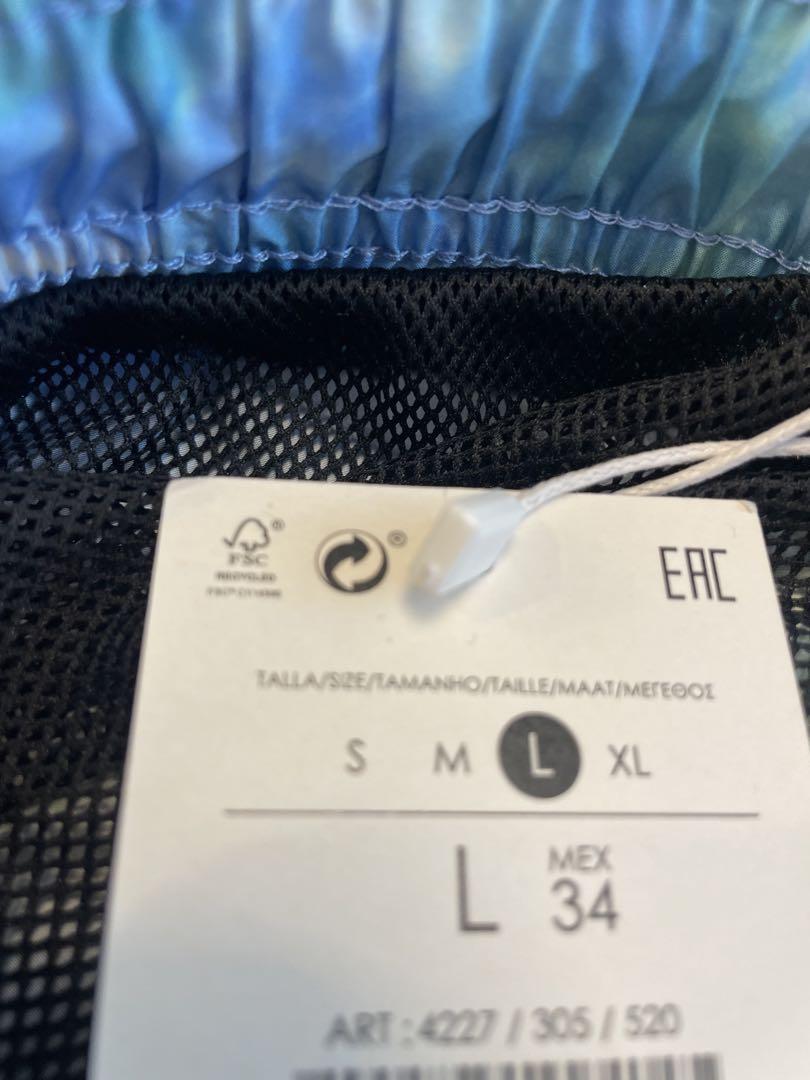 FSC ® ® EAC
RECYCLED
TALLA/SIZE/TAMANHO/TAILLE/MAAT/ΜΕΓΕΘΟΣ
S M L XL
L MEX 34
ART : 4227 / 305 / 520